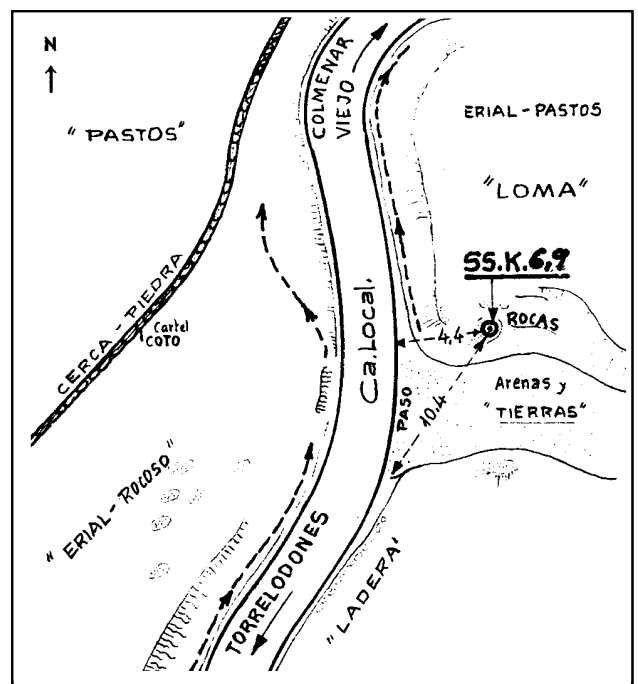 N
COLMENAR
VIEJO
ERIAL-PASTOS
"PASTOS"
"LOMA"
SS.K.6,9
CERCA-PIEDRA
Cartel
COTO
ROCAS
4,4
Ca.Local.
PASO
10.4
Arenas y
"TIERRAS"
"ERIAL-ROCOSO"
TORRELODONES
"LADERA"